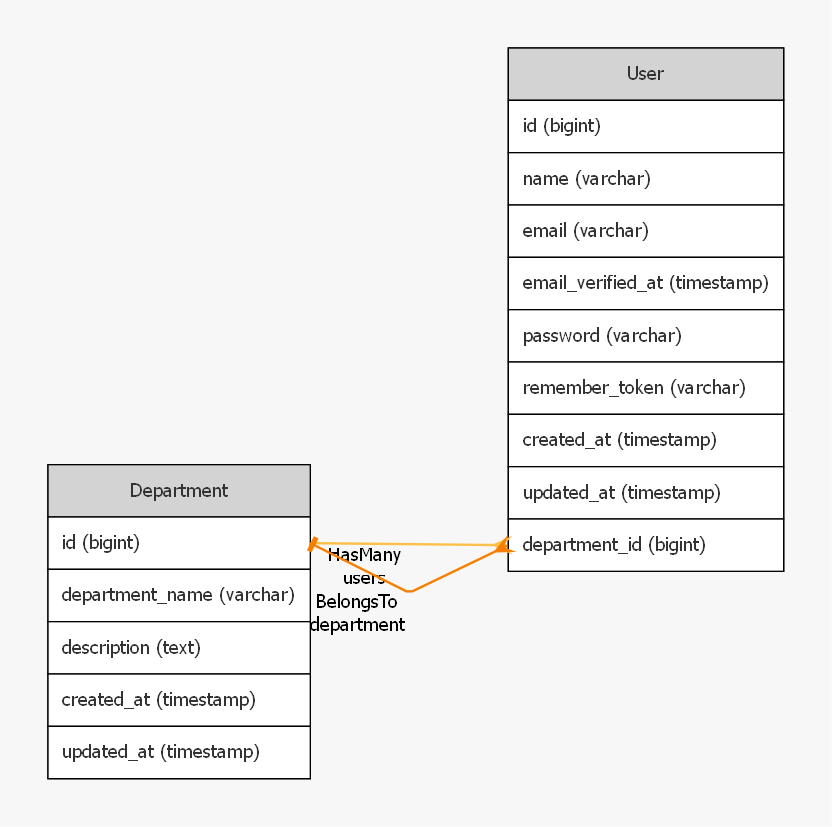 User
id (bigint)
name (varchar)
email (varchar)
email_verified_at (timestamp)
password (varchar)
remember_token (varchar)
created_at (timestamp)
updated_at (timestamp)
department_id (bigint)
Department
id (bigint)
department_name (varchar)
description (text)
created_at (timestamp)
updated_at (timestamp)
HasMany
users
BelongsTo
department